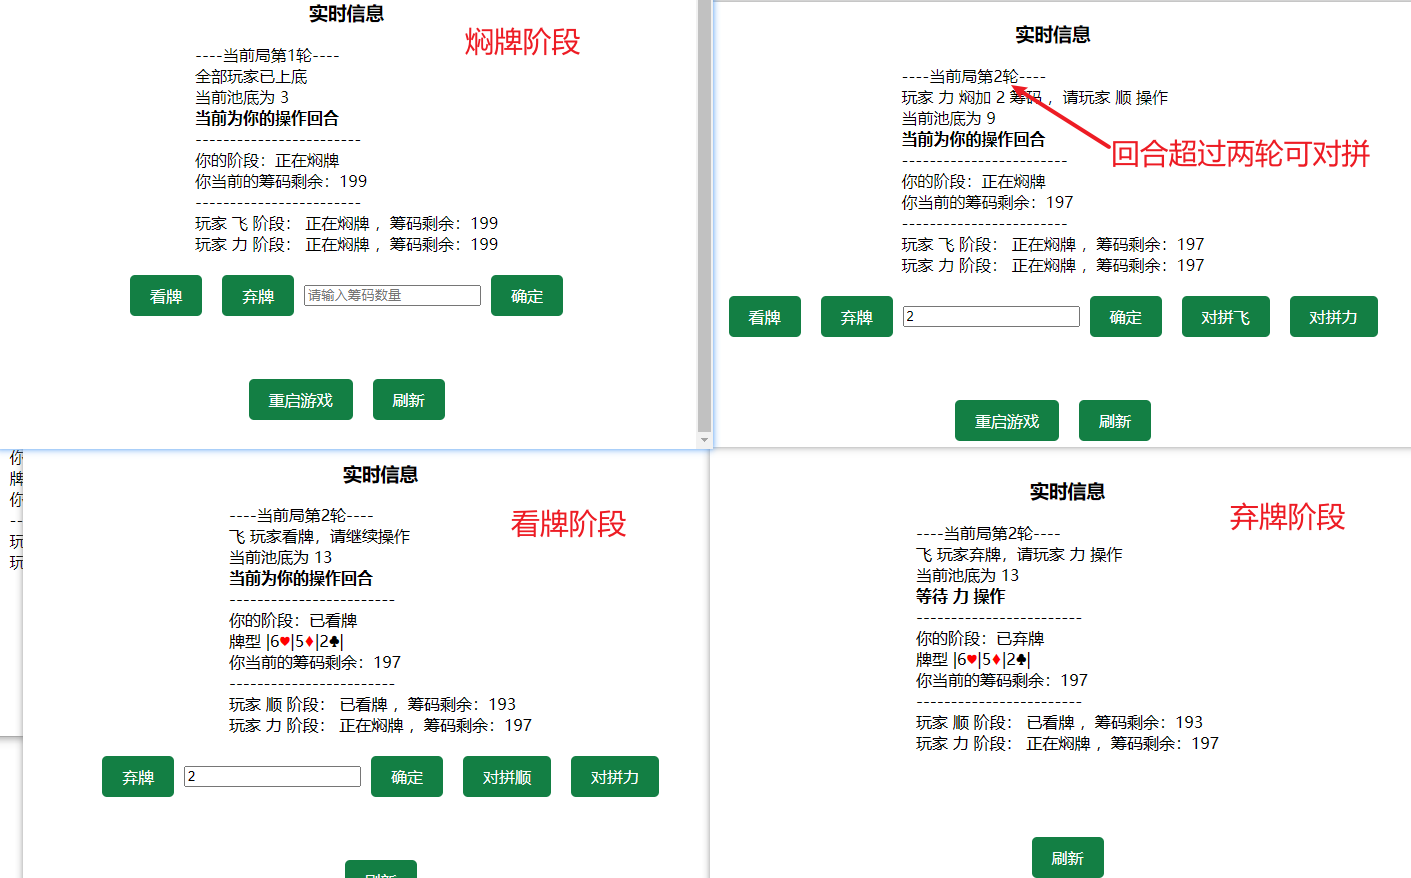 实时信息
焖牌阶段
----当前局第1轮----
全部玩家已上底
当前池底为 3
当前为你的操作回合
------------------------
你的阶段：正在焖牌
你当前的筹码剩余：199
------------------------
玩家 飞 阶段： 正在焖牌 ，筹码剩余：199
玩家 力 阶段： 正在焖牌 ，筹码剩余：199
看牌 弃牌 请输入筹码数量 确定
重启游戏 刷新
实时信息
----当前局第2轮----
玩家 力 焖加 2 筹码 ，请玩家 顺 操作
当前池底为 9
当前为你的操作回合
回合超过两轮可对拼
------------------------
你的阶段：正在焖牌
你当前的筹码剩余：197
------------------------
玩家 飞 阶段： 正在焖牌 ，筹码剩余：197
玩家 力 阶段： 正在焖牌 ，筹码剩余：197
看牌 弃牌 2 确定 对拼飞 对拼力
重启游戏 刷新
你
牌
你
--
玩
玩
实时信息
看牌阶段
----当前局第2轮----
飞 玩家看牌，请继续操作
当前池底为 13
当前为你的操作回合
------------------------
你的阶段：已看牌
牌型 |6♥|5♦|2♣|
你当前的筹码剩余：197
------------------------
玩家 顺 阶段： 已看牌 ，筹码剩余：193
玩家 力 阶段： 正在焖牌 ，筹码剩余：197
弃牌 2 确定 对拼顺 对拼力
刷新
实时信息
弃牌阶段
----当前局第2轮----
飞 玩家弃牌，请玩家 力 操作
当前池底为 13
等待 力 操作
------------------------
你的阶段：已弃牌
牌型 |6♥|5♦|2♣|
你当前的筹码剩余：197
------------------------
玩家 顺 阶段： 已看牌 ，筹码剩余：193
玩家 力 阶段： 正在焖牌 ，筹码剩余：197
刷新